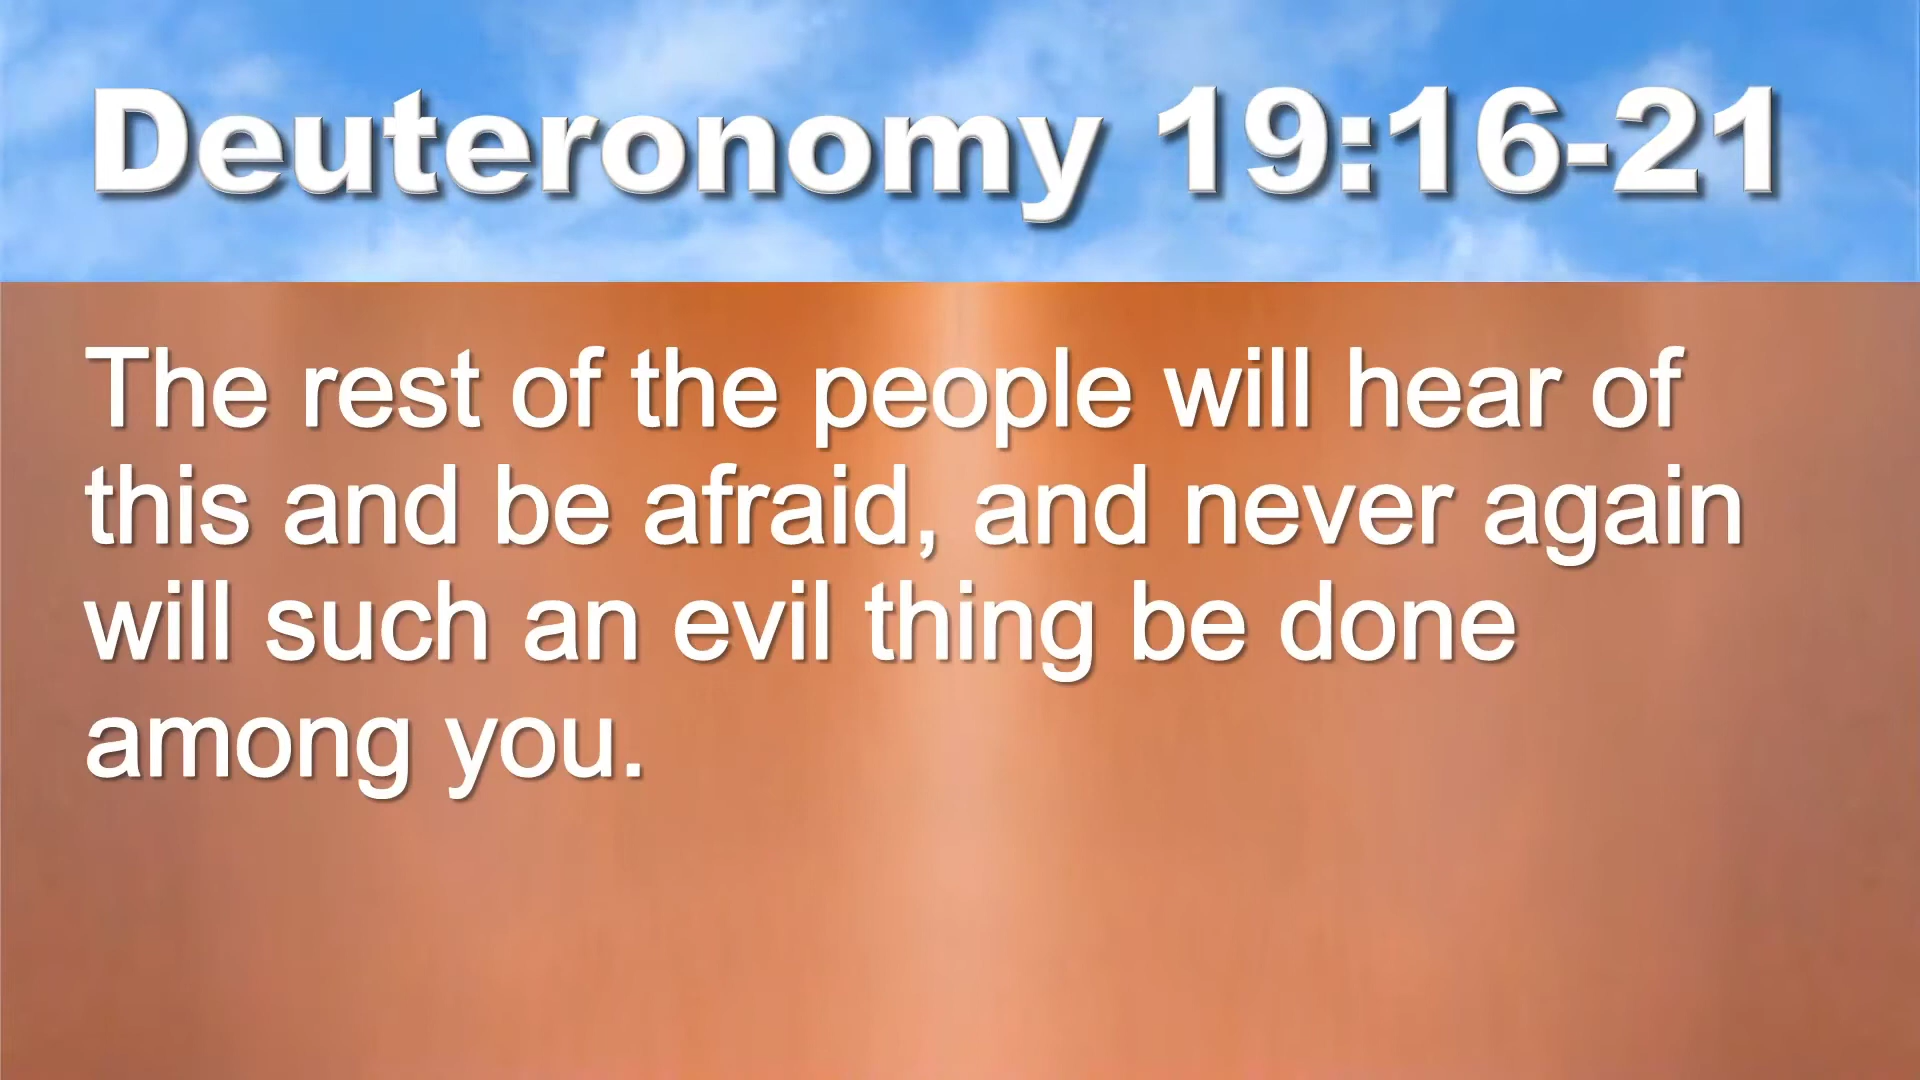 Deuteronomy 19:16-21
The rest of the people will hear of
this and be afraid, and never again
will such an evil thing be done
among you.